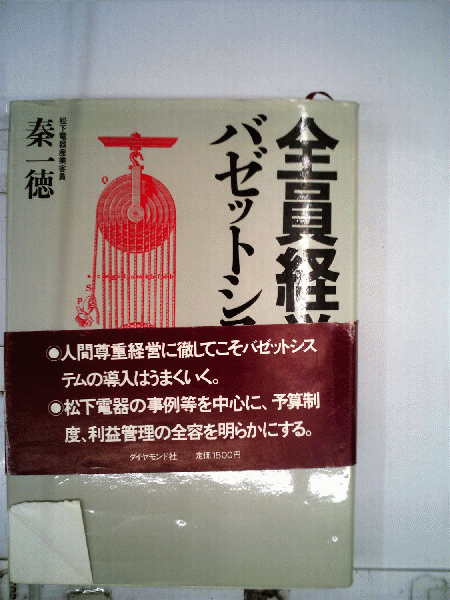 全員経営
バゼットシス
松下電器産業客員
秦一徳
Q
S
P
◉人間尊重経営に徹してこそバゼットシス
テムの導入はうまくいく。
◉松下電器の事例等を中心に、予算制
度、利益管理の全容を明らかにする。
ダイヤモンド社 定価1500円